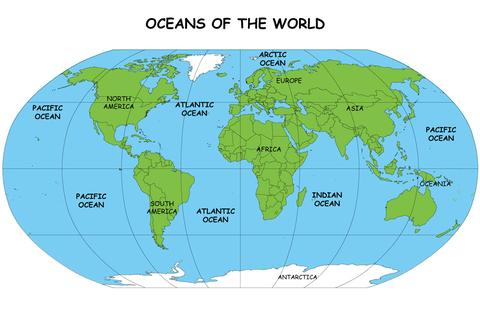 OCEANS OF THE WORLD
ARCTIC
OCEAN
EUROPE
NORTH
AMERICA
ATLANTIC
OCEAN
ASIA
PACIFIC
OCEAN
PACIFIC
OCEAN
AFRICA
OCEANIA
PACIFIC
OCEAN
SOUTH
AMERICA
ATLANTIC
OCEAN
INDIAN
OCEAN
ANTARCTICA